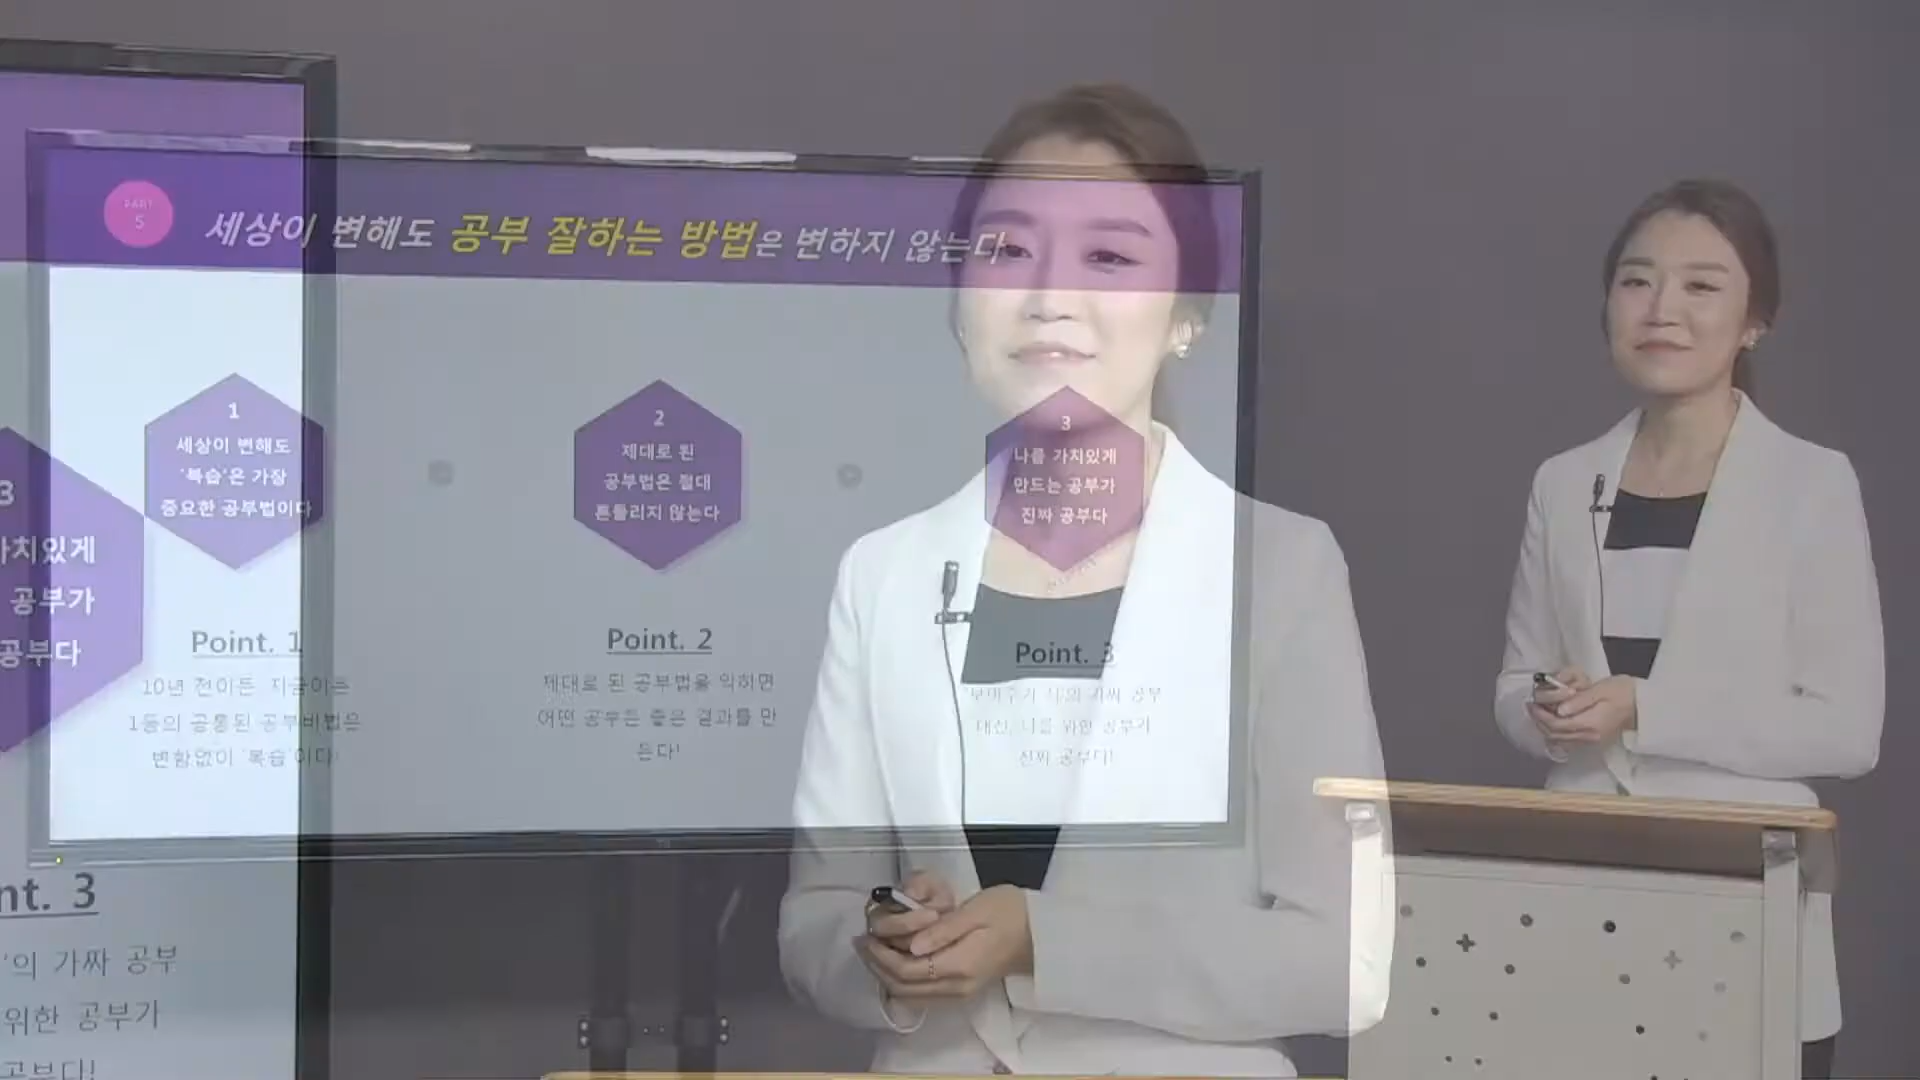 PART
5
세상이 변해도 공부 잘하는 방법은 변하지 않는다
1
세상이 변해도
'복습'은 가장
중요한 공부법이다
2
제대로 된
공부법은 절대
흔들리지 않는다
3
나를 가치있게
만드는 공부가
진짜 공부다
Point. 1
10년 전이든 지금이든
1등의 공통된 공부비법은
변함없이 '복습'이다!
Point. 2
제대로 된 공부법을 익히면
어떤 공부든 좋은 결과를 만
든다!
Point. 3
대신, 나를 위한 공부가
진짜 공부다!
3
가치있게
공부가
공부다
nt. 3
'의 가짜 공부
위한 공부가
공부다!